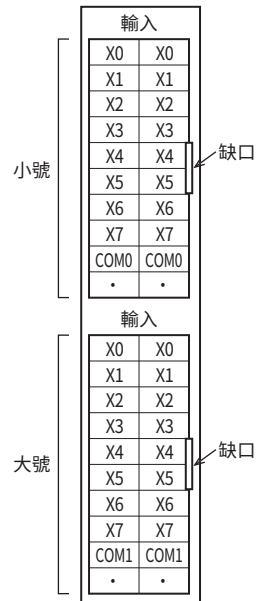 輸入
X0 X0
X1 X1
X2 X2
X3 X3
X4 X4
X5 X5
X6 X6
X7 X7
COM0 COM0
・ ・
小號
缺口
輸入
X0 X0
X1 X1
X2 X2
X3 X3
X4 X4
X5 X5
X6 X6
X7 X7
COM1 COM1
・ ・
大號
缺口